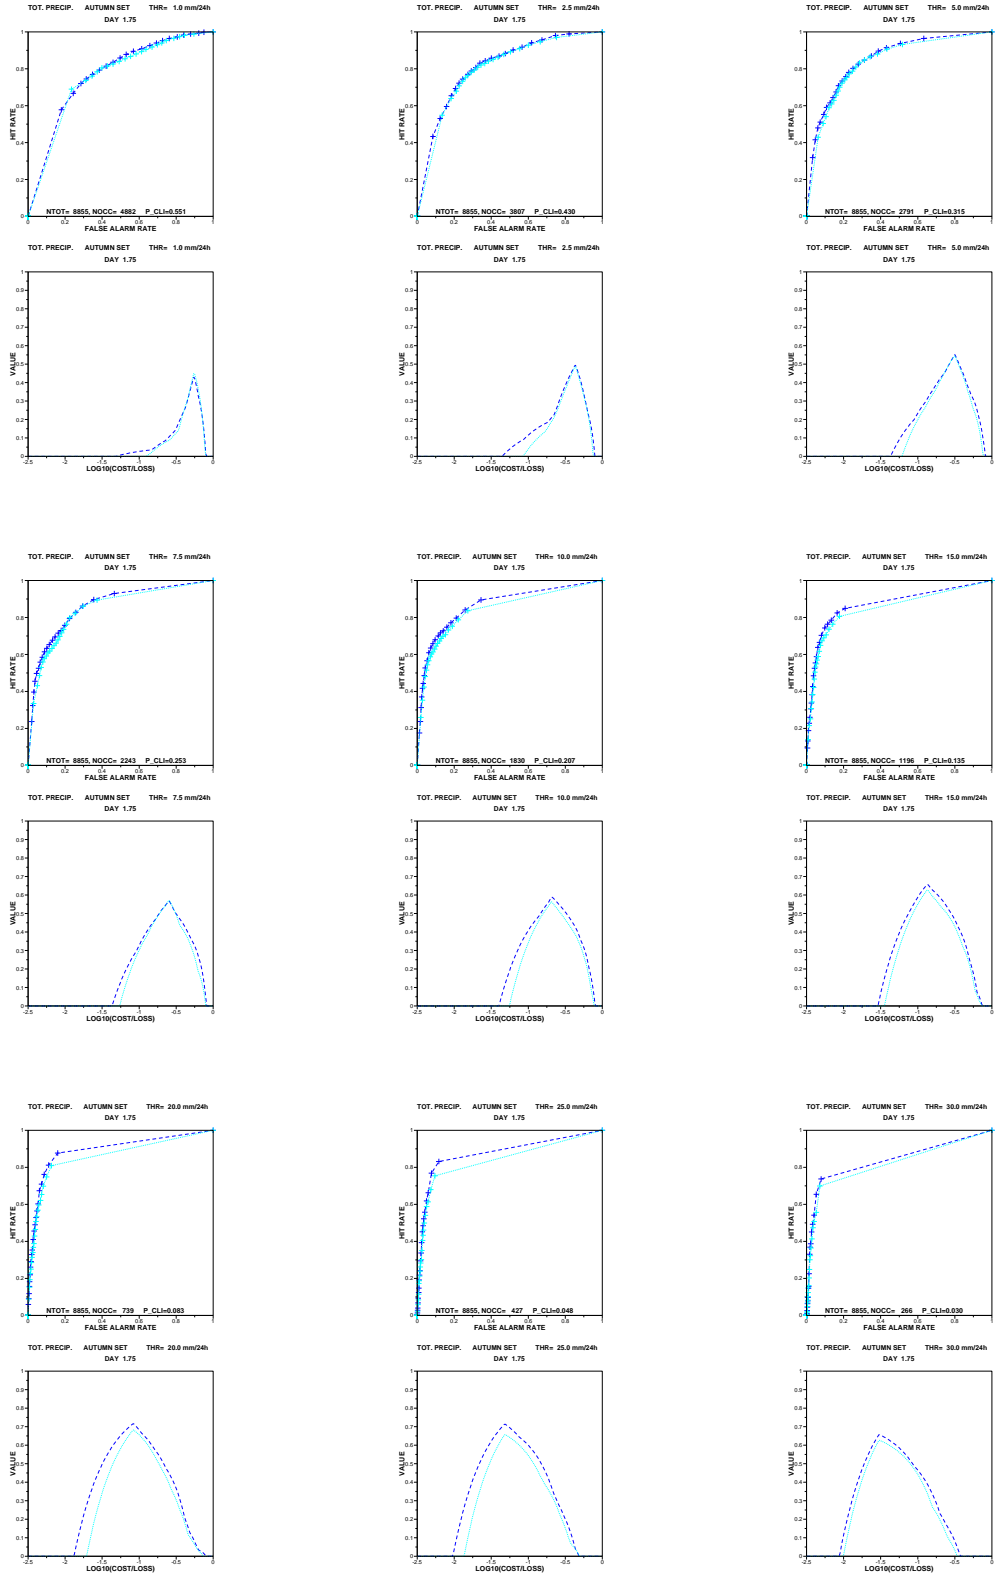 TOT. PRECIP. AUTUMN SET THR= 1.0 mm/24h
DAY 1.75
HIT RATE
NTOT= 8855, NOCC= 4882 P_CLI=0.551
FALSE ALARM RATE
TOT. PRECIP. AUTUMN SET THR= 2.5 mm/24h
DAY 1.75
HIT RATE
NTOT= 8855, NOCC= 3807 P_CLI=0.430
FALSE ALARM RATE
TOT. PRECIP. AUTUMN SET THR= 5.0 mm/24h
DAY 1.75
HIT RATE
NTOT= 8855, NOCC= 2791 P_CLI=0.315
FALSE ALARM RATE
TOT. PRECIP. AUTUMN SET THR= 1.0 mm/24h
DAY 1.75
VALUE
LOG10(COST/LOSS)
TOT. PRECIP. AUTUMN SET THR= 2.5 mm/24h
DAY 1.75
VALUE
LOG10(COST/LOSS)
TOT. PRECIP. AUTUMN SET THR= 5.0 mm/24h
DAY 1.75
VALUE
LOG10(COST/LOSS)
TOT. PRECIP. AUTUMN SET THR= 7.5 mm/24h
DAY 1.75
HIT RATE
NTOT= 8855, NOCC= 2243 P_CLI=0.253
FALSE ALARM RATE
TOT. PRECIP. AUTUMN SET THR= 10.0 mm/24h
DAY 1.75
HIT RATE
NTOT= 8855, NOCC= 1830 P_CLI=0.207
FALSE ALARM RATE
TOT. PRECIP. AUTUMN SET THR= 15.0 mm/24h
DAY 1.75
HIT RATE
NTOT= 8855, NOCC= 1196 P_CLI=0.135
FALSE ALARM RATE
TOT. PRECIP. AUTUMN SET THR= 7.5 mm/24h
DAY 1.75
VALUE
LOG10(COST/LOSS)
TOT. PRECIP. AUTUMN SET THR= 10.0 mm/24h
DAY 1.75
VALUE
LOG10(COST/LOSS)
TOT. PRECIP. AUTUMN SET THR= 15.0 mm/24h
DAY 1.75
VALUE
LOG10(COST/LOSS)
TOT. PRECIP. AUTUMN SET THR= 20.0 mm/24h
DAY 1.75
HIT RATE
NTOT= 8855, NOCC= 739 P_CLI=0.083
FALSE ALARM RATE
TOT. PRECIP. AUTUMN SET THR= 25.0 mm/24h
DAY 1.75
HIT RATE
NTOT= 8855, NOCC= 427 P_CLI=0.048
FALSE ALARM RATE
TOT. PRECIP. AUTUMN SET THR= 30.0 mm/24h
DAY 1.75
HIT RATE
NTOT= 8855, NOCC= 266 P_CLI=0.030
FALSE ALARM RATE
TOT. PRECIP. AUTUMN SET THR= 20.0 mm/24h
DAY 1.75
VALUE
LOG10(COST/LOSS)
TOT. PRECIP. AUTUMN SET THR= 25.0 mm/24h
DAY 1.75
VALUE
LOG10(COST/LOSS)
TOT. PRECIP. AUTUMN SET THR= 30.0 mm/24h
DAY 1.75
VALUE
LOG10(COST/LOSS)